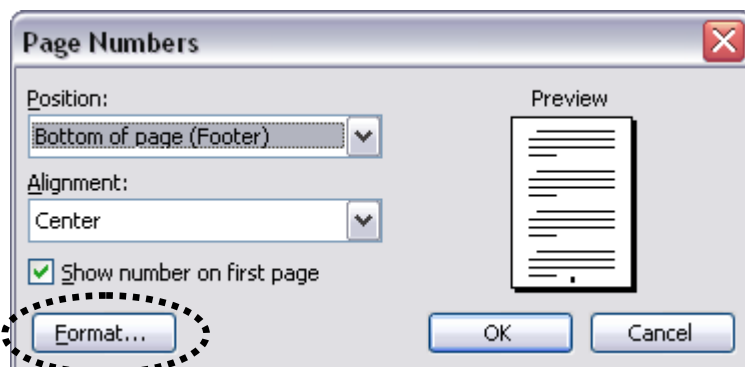 Page Numbers
Position:
Preview
Bottom of page (Footer)
Alignment:
Center
Show number on first page
Format...
OK
Cancel